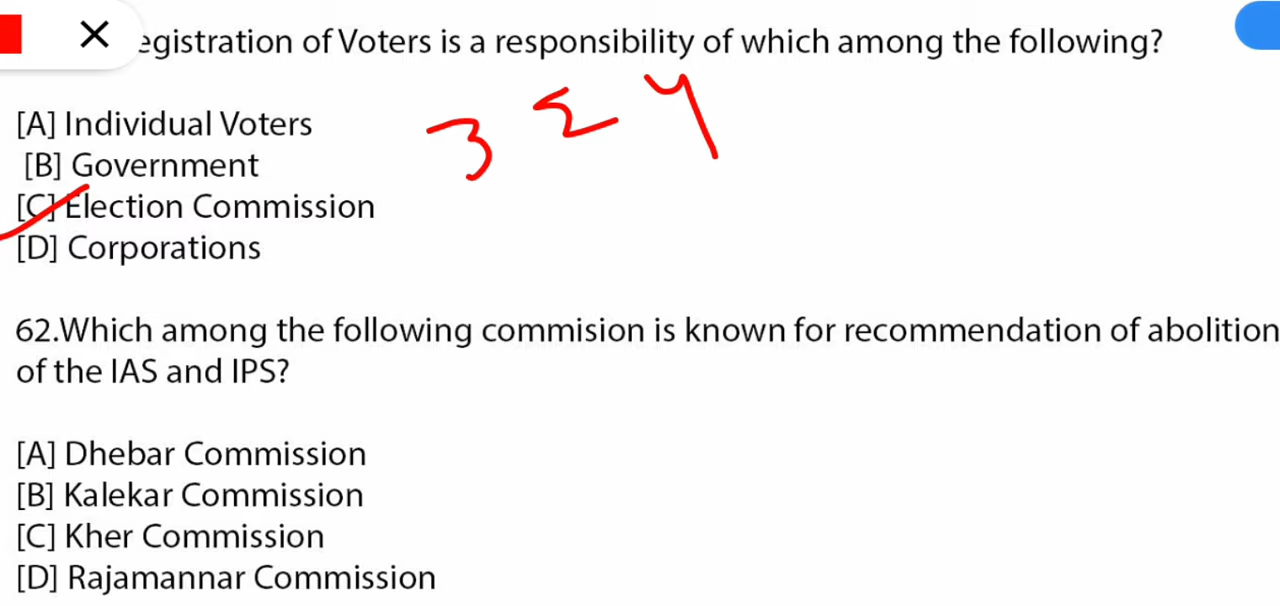 egistration of Voters is a responsibility of which among the following?
[A] Individual Voters
[B] Government
[C] Election Commission
[D] Corporations
62.Which among the following commision is known for recommendation of abolition
of the IAS and IPS?
[A] Dhebar Commission
[B] Kalekar Commission
[C] Kher Commission
[D] Rajamannar Commission